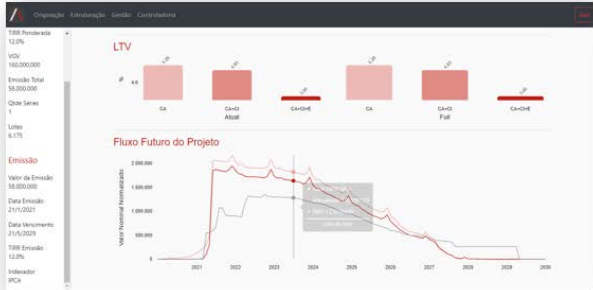 Originação Estruturação Gestão Controladoria
TIRR Ponderada
12,0%
VGV
160.000.000
Emissão Total
58.000.000
Qtde Séries
1
Lotes
6.175
Emissão
Valor da Emissão
58.000.000
Data Emissão
21/1/2021
Data Vencimento
21/5/2029
TIRR Emissão
12,0%
Indexador
IPCA
LTV
%
CA
CA+CI
CA+CI+E
CA
CA+CI
CA+CI+E
Atual
Full
Fluxo Futuro do Projeto
Valor Nominal Normalizado
2.000.000
1.500.000
1.000.000
500.000
0
2021
2022
2023
2024
2025
2026
2027
2028
2029
2030